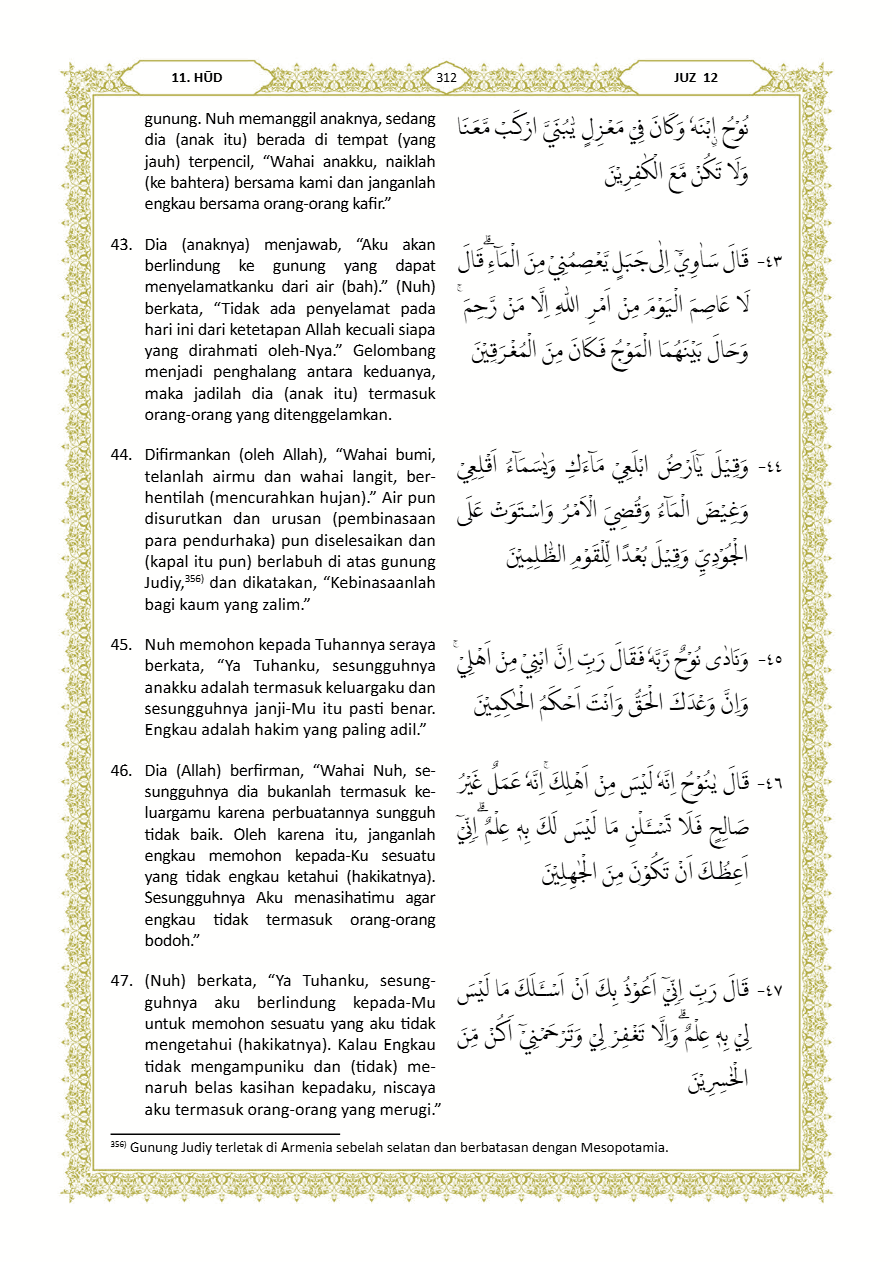 11. HŪD
312
JUZ 12
gunung. Nuh memanggil anaknya, sedang
dia (anak itu) berada di tempat (yang
jauh) terpencil, “Wahai anakku, naiklah
(ke bahtera) bersama kami dan janganlah
engkau bersama orang-orang kafir.”
نُوْحُ ِۨابْنَهٗ وَكَانَ فِيْ مَعْزِلٍ يّٰبُنَيَّ ارْكَبْ مَّعَنَا
وَلَا تَكُنْ مَّعَ الْكٰفِرِيْنَ
43. Dia (anaknya) menjawab, “Aku akan
berlindung ke gunung yang dapat
menyelamatkanku dari air (bah).” (Nuh)
berkata, “Tidak ada penyelamat pada
hari ini dari ketetapan Allah kecuali siapa
yang dirahmati oleh-Nya.” Gelombang
menjadi penghalang antara keduanya,
maka jadilah dia (anak itu) termasuk
orang-orang yang ditenggelamkan.
٤٣- قَالَ سَاٰوِيْٓ اِلٰى جَبَلٍ يَّعْصِمُنِيْ مِنَ الْمَاۤءِۗ قَالَ
لَا عَاصِمَ الْيَوْمَ مِنْ اَمْرِ اللّٰهِ اِلَّا مَنْ رَّحِمَۚ
وَحَالَ بَيْنَهُمَا الْمَوْجُ فَكَانَ مِنَ الْمُغْرَقِيْنَ
44. Difirmankan (oleh Allah), “Wahai bumi,
telanlah airmu dan wahai langit, ber-
hentilah (mencurahkan hujan).” Air pun
disurutkan dan urusan (pembinasaan
para pendurhaka) pun diselesaikan dan
(kapal itu pun) berlabuh di atas gunung
Judiy,356) dan dikatakan, “Kebinasaanlah
bagi kaum yang zalim.”
٤٤- وَقِيْلَ يٰٓاَرْضُ ابْلَعِيْ مَاۤءَكِ وَيٰسَمَاۤءُ اَقْلِعِيْ
وَغِيْضَ الْمَاۤءُ وَقُضِيَ الْاَمْرُ وَاسْتَوَتْ عَلَى
الْجُوْدِيِّ وَقِيْلَ بُعْدًا لِّلْقَوْمِ الظّٰلِمِيْنَ
45. Nuh memohon kepada Tuhannya seraya
berkata, “Ya Tuhanku, sesungguhnya
anakku adalah termasuk keluargaku dan
sesungguhnya janji-Mu itu pasti benar.
Engkau adalah hakim yang paling adil.”
٤٥- وَنَادٰى نُوْحٌ رَّبَّهٗ فَقَالَ رَبِّ اِنَّ ابْنِيْ مِنْ اَهْلِيْۚ
وَاِنَّ وَعْدَكَ الْحَقُّ وَاَنْتَ اَحْكَمُ الْحٰكِمِيْنَ
46. Dia (Allah) berfirman, “Wahai Nuh, se-
sungguhnya dia bukanlah termasuk ke-
luargamu karena perbuatannya sungguh
tidak baik. Oleh karena itu, janganlah
engkau memohon kepada-Ku sesuatu
yang tidak engkau ketahui (hakikatnya).
Sesungguhnya Aku menasihatimu agar
engkau tidak termasuk orang-orang
bodoh.”
٤٦- قَالَ يٰنُوْحُ اِنَّهٗ لَيْسَ مِنْ اَهْلِكَۚ اِنَّهٗ عَمَلٌ غَيْرُ
صَالِحٍ فَلَا تَسْـَٔلْنِ مَا لَيْسَ لَكَ بِهٖ عِلْمٌۗ اِنِّيْٓ
اَعِظُكَ اَنْ تَكُوْنَ مِنَ الْجٰهِلِيْنَ
47. (Nuh) berkata, “Ya Tuhanku, sesung-
guhnya aku berlindung kepada-Mu
untuk memohon sesuatu yang aku tidak
mengetahui (hakikatnya). Kalau Engkau
tidak mengampuniku dan (tidak) me-
naruh belas kasihan kepadaku, niscaya
aku termasuk orang-orang yang merugi.”
٤٧- قَالَ رَبِّ اِنِّيْٓ اَعُوْذُ بِكَ اَنْ اَسْـَٔلَكَ مَا لَيْسَ
لِيْ بِهٖ عِلْمٌۗ وَاِلَّا تَغْفِرْ لِيْ وَتَرْحَمْنِيْٓ اَكُنْ مِّنَ
الْخٰسِرِيْنَ
356) Gunung Judiy terletak di Armenia sebelah selatan dan berbatasan dengan Mesopotamia.